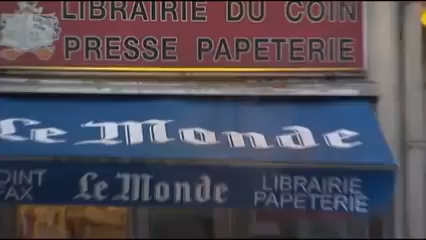 LIBRAIRIE DU COIN
PRESSE PAPETERIE
Le Monde
Le Monde
LIBRAIRIE
PAPETERIE